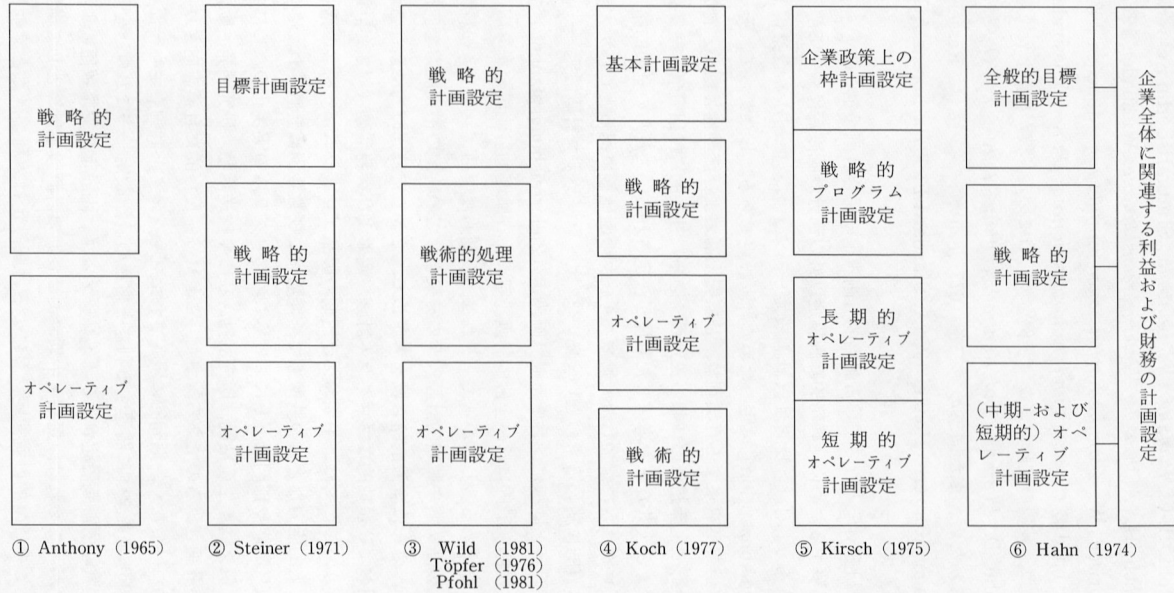 戦略的
計画設定
オペレーティブ
計画設定
① Anthony (1965)
目標計画設定
戦略的
計画設定
オペレーティブ
計画設定
② Steiner (1971)
戦略的
計画設定
戦術的処理
計画設定
オペレーティブ
計画設定
③ Wild (1981)
Töpfer (1976)
Pfohl (1981)
基本計画設定
戦略的
計画設定
オペレーティブ
計画設定
戦術的
計画設定
④ Koch (1977)
企業政策上の
枠計画設定
戦略的
プログラム
計画設定
長期的
オペレーティブ
計画設定
短期的
オペレーティブ
計画設定
⑤ Kirsch (1975)
全般的目標
計画設定
戦略的
計画設定
(中期-および
短期的) オペ
レーティブ
計画設定
企業全体に関連する利益および財務の計画設定
⑥ Hahn (1974)